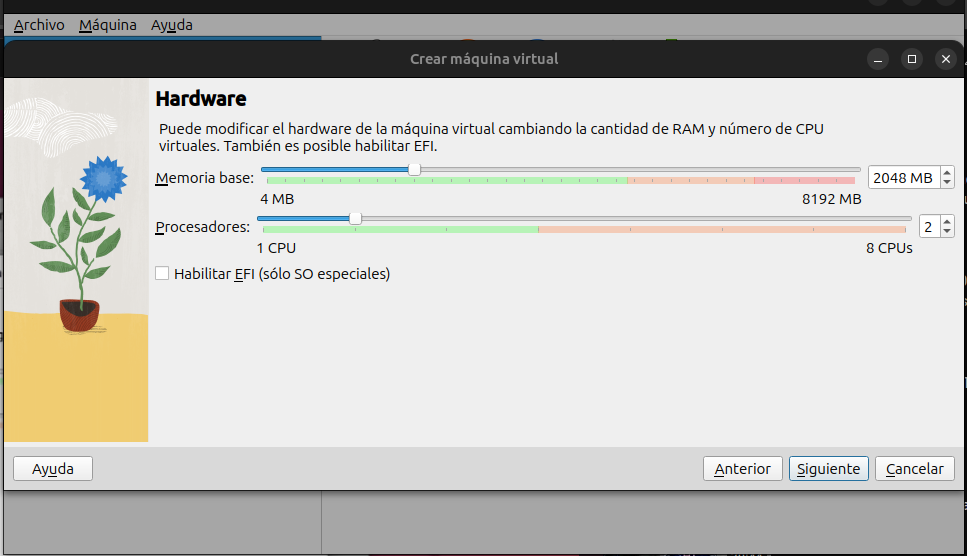 Archivo Máquina Ayuda
Crear máquina virtual
Hardware
Puede modificar el hardware de la máquina virtual cambiando la cantidad de RAM y número de CPU
virtuales. También es posible habilitar EFI.
Memoria base: 2048 MB
4 MB 8192 MB
Procesadores: 2
1 CPU 8 CPUs
Habilitar EFI (sólo SO especiales)
Ayuda Anterior Siguiente Cancelar